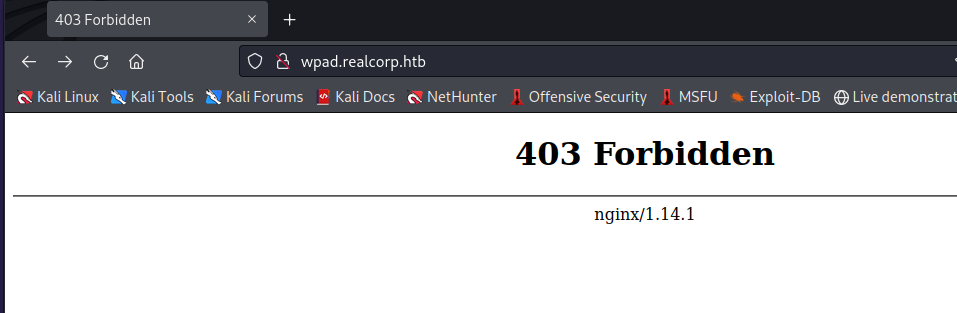 403 Forbidden
wpad.realcorp.htb
Kali Linux Kali Tools Kali Forums Kali Docs NetHunter Offensive Security MSFU Exploit-DB Live demonstrat
403 Forbidden
nginx/1.14.1